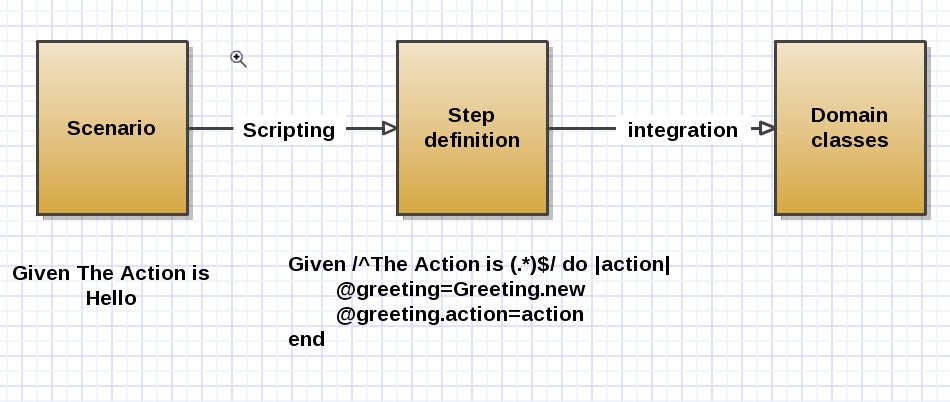 Scenario
Scripting
Step
definition
integration
Domain
classes
Given The Action is
Hello
Given /^The Action is (.*)$/ do |action|
@greeting=Greeting.new
@greeting.action=action
end